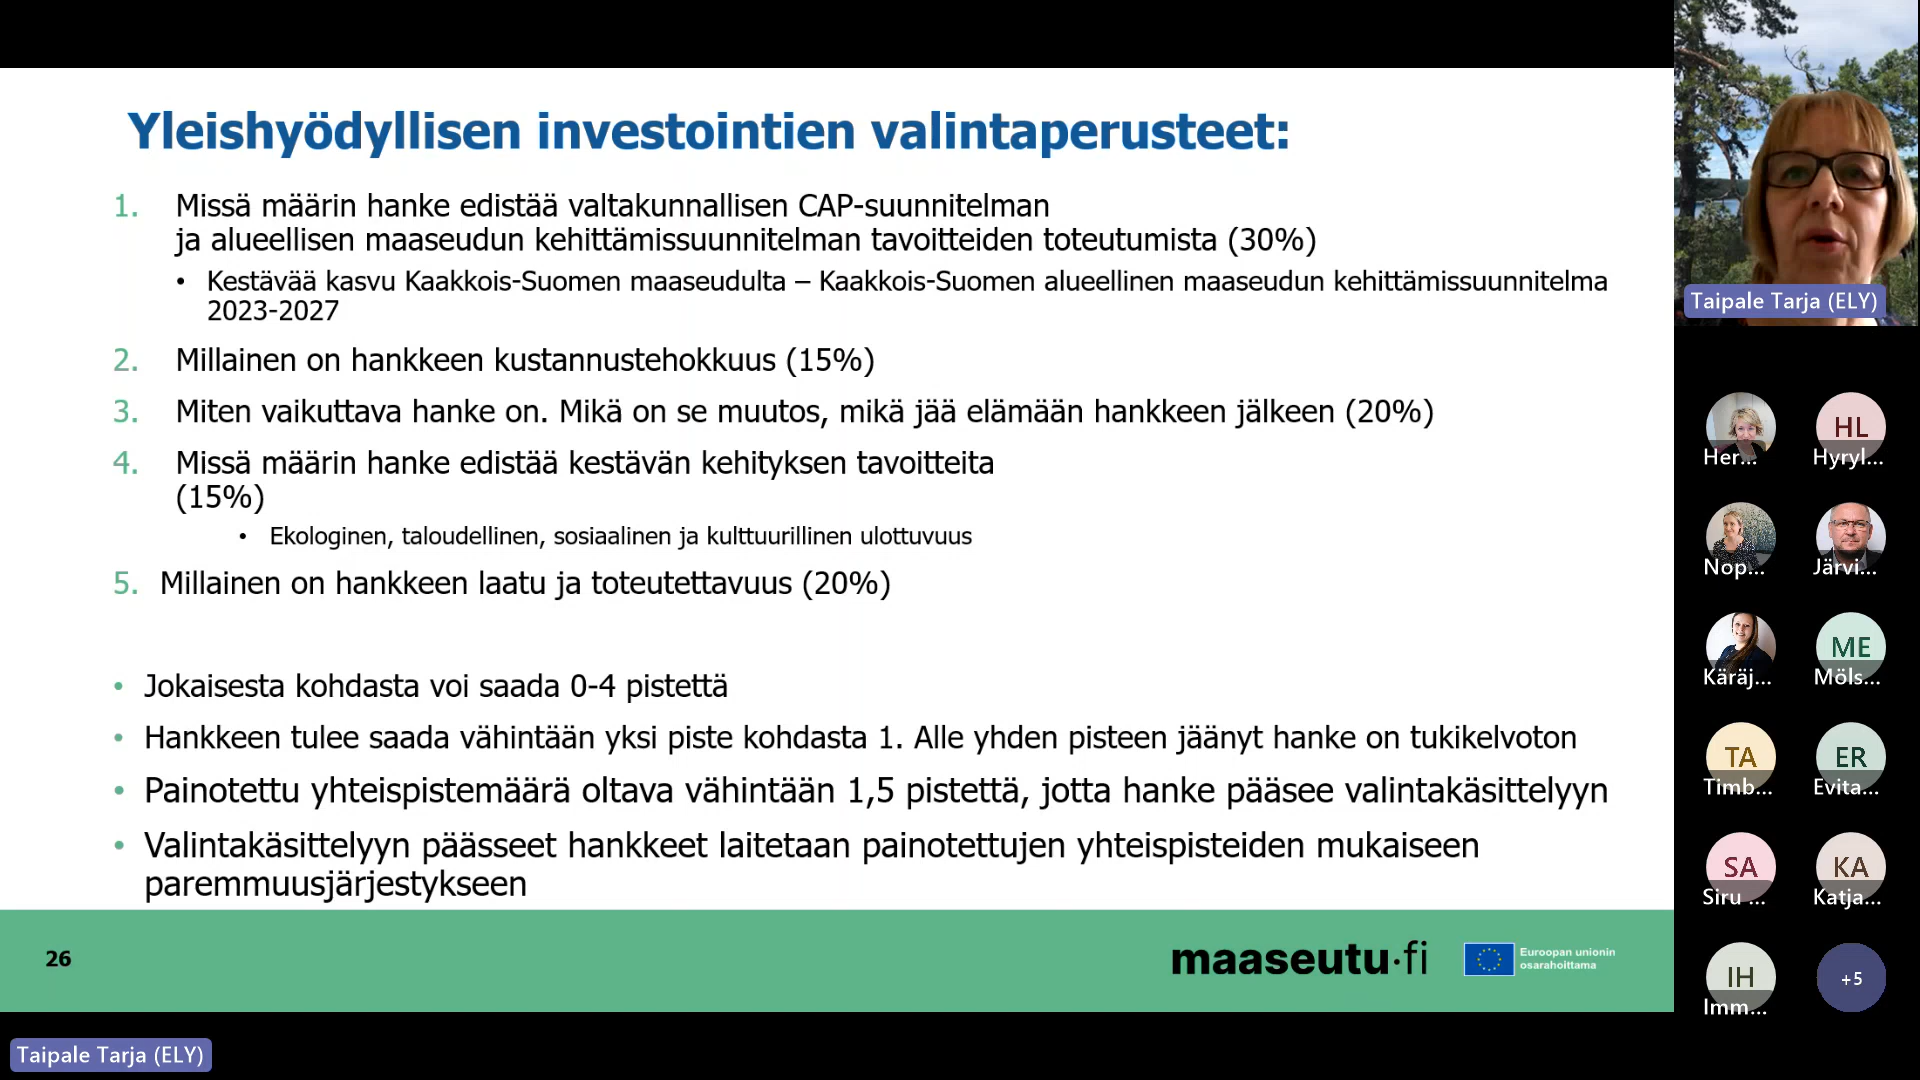 Yleishyödyllisen investointien valintaperusteet:
1. Missä määrin hanke edistää valtakunnallisen CAP-suunnitelman
ja alueellisen maaseudun kehittämissuunnitelman tavoitteiden toteutumista (30%)
• Kestävää kasvu Kaakkois-Suomen maaseudulta – Kaakkois-Suomen alueellinen maaseudun kehittämissuunnitelma
2023-2027
2. Millainen on hankkeen kustannustehokkuus (15%)
3. Miten vaikuttava hanke on. Mikä on se muutos, mikä jää elämään hankkeen jälkeen (20%)
4. Missä määrin hanke edistää kestävän kehityksen tavoitteita
(15%)
• Ekologinen, taloudellinen, sosiaalinen ja kulttuurillinen ulottuvuus
5. Millainen on hankkeen laatu ja toteutettavuus (20%)
• Jokaisesta kohdasta voi saada 0-4 pistettä
• Hankkeen tulee saada vähintään yksi piste kohdasta 1. Alle yhden pisteen jäänyt hanke on tukikelvoton
• Painotettu yhteispistemäärä oltava vähintään 1,5 pistettä, jotta hanke pääsee valintakäsittelyyn
• Valintakäsittelyyn päässeet hankkeet laitetaan painotettujen yhteispisteiden mukaiseen
paremmuusjärjestykseen
26
maaseutu.fi
Euroopan unionin
osarahoittama
Taipale Tarja (ELY)
Taipale Tarja (ELY)
Her...
HL
Hyryl...
Nop...
Järvi...
Käräj...
ME
Möls...
TA
Timb...
ER
Evita...
SA
Siru ...
KA
Katja...
IH
Imm...
+5